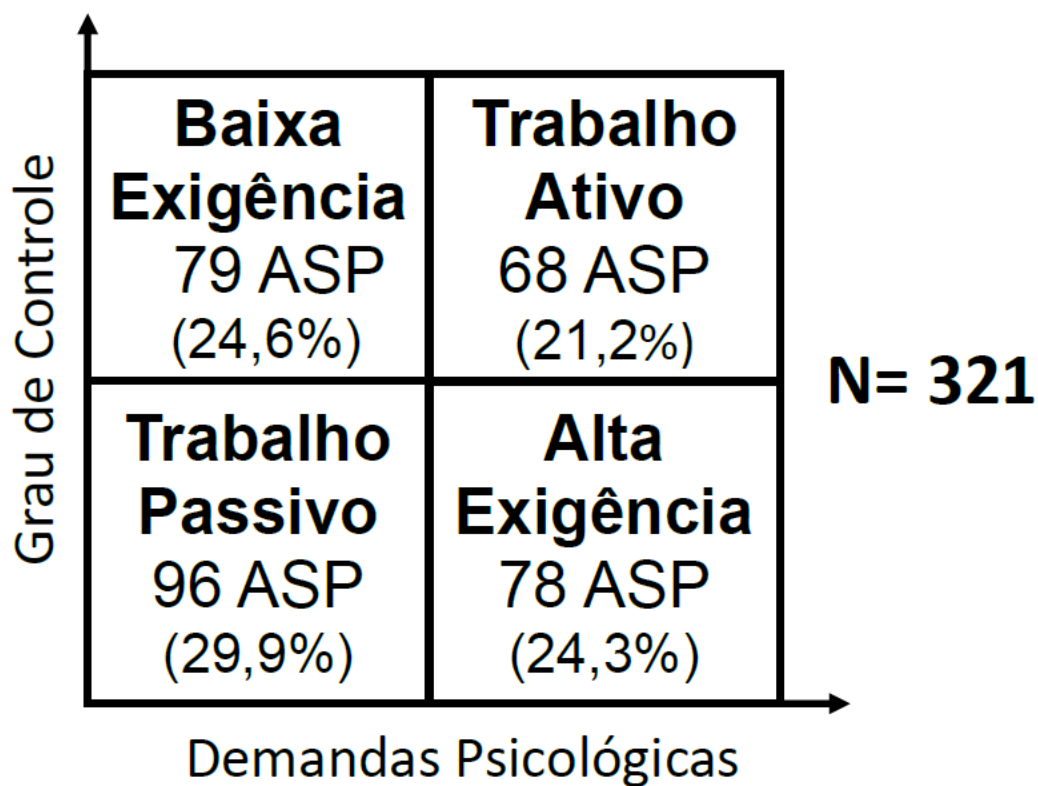 Grau de Controle
Baixa
Exigência
79 ASP
(24,6%)
Trabalho
Ativo
68 ASP
(21,2%)
Trabalho
Passivo
96 ASP
(29,9%)
Alta
Exigência
78 ASP
(24,3%)
N= 321
Demandas Psicológicas